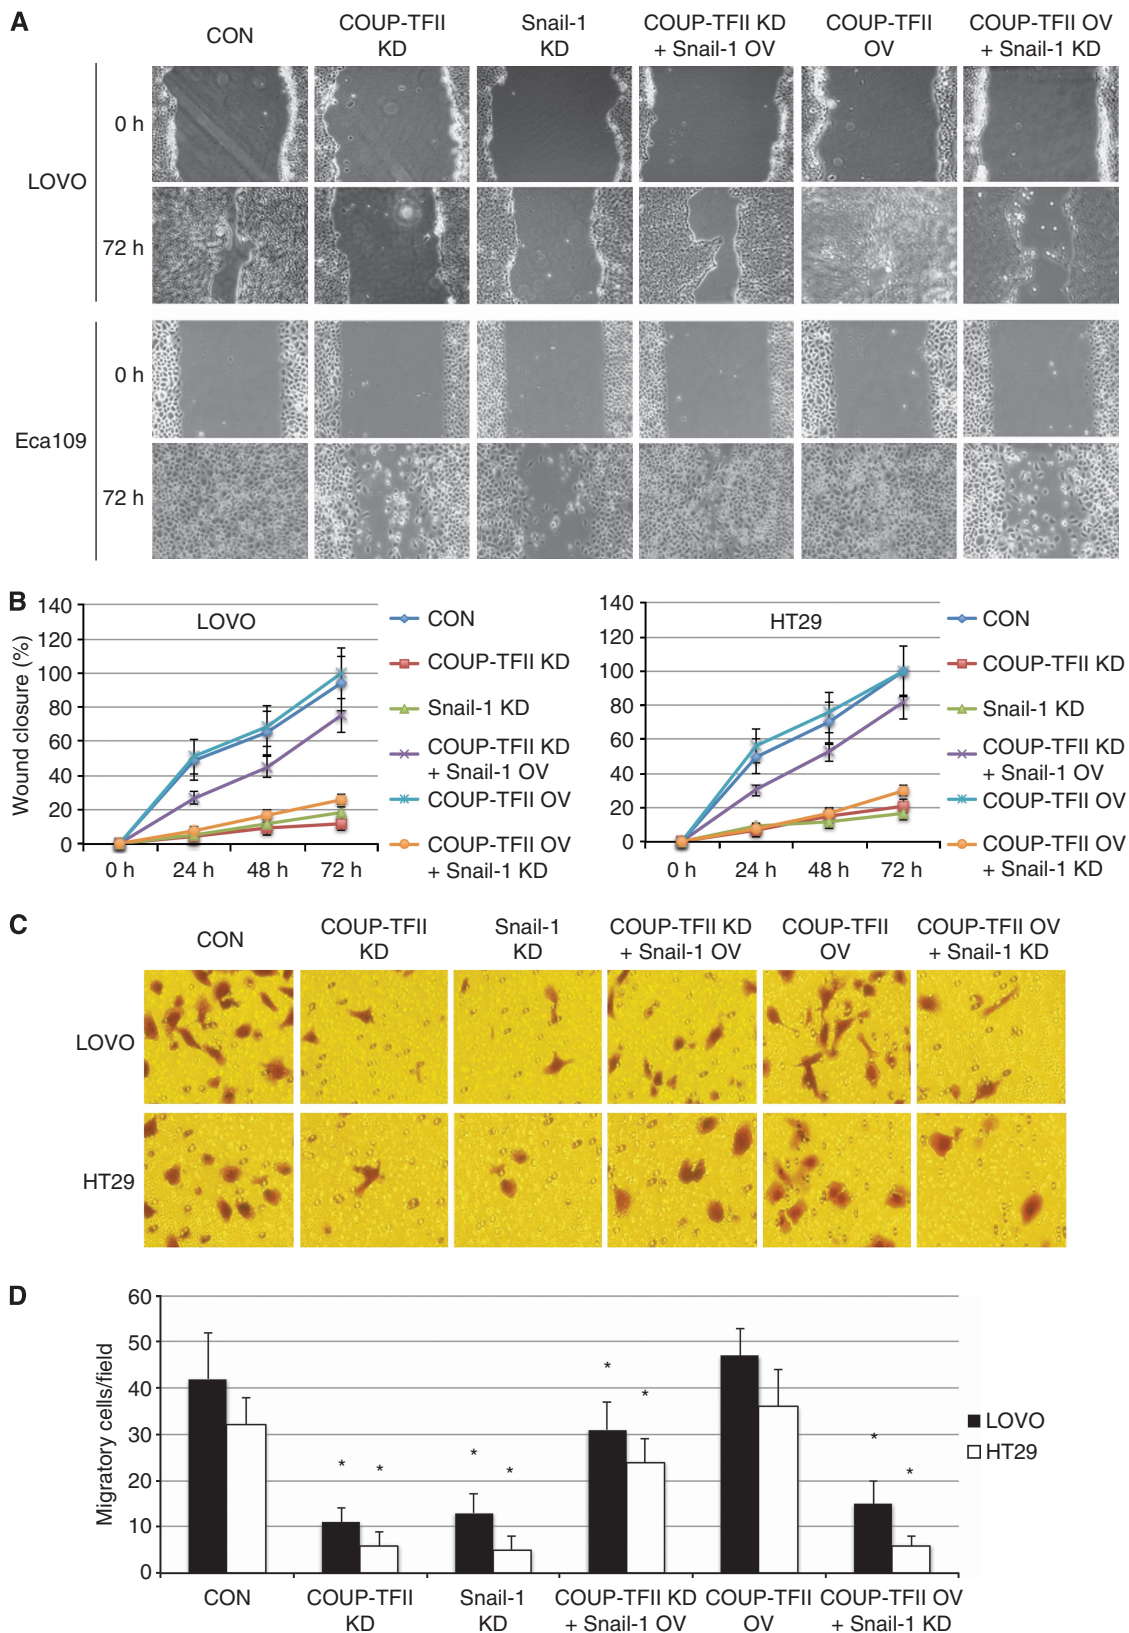 A
CON
COUP-TFII
KD
Snail-1
KD
COUP-TFII KD
+ Snail-1 OV
COUP-TFII
OV
COUP-TFII OV
+ Snail-1 KD
0 h
LOVO
72 h
0 h
Eca109
72 h
B
Wound closure (%)
140
120
100
80
60
40
20
0
LOVO
0 h
24 h
48 h
72 h
CON
COUP-TFII KD
Snail-1 KD
COUP-TFII KD
+ Snail-1 OV
COUP-TFII OV
COUP-TFII OV
+ Snail-1 KD
140
120
100
80
60
40
20
0
HT29
0 h
24 h
48 h
72 h
CON
COUP-TFII KD
Snail-1 KD
COUP-TFII KD
+ Snail-1 OV
COUP-TFII OV
COUP-TFII OV
+ Snail-1 KD
C
CON
COUP-TFII
KD
Snail-1
KD
COUP-TFII KD
+ Snail-1 OV
COUP-TFII
OV
COUP-TFII OV
+ Snail-1 KD
LOVO
HT29
D
Migratory cells/field
60
50
40
30
20
10
0
* * * * * * * *
LOVO
HT29
CON
COUP-TFII
KD
Snail-1
KD
COUP-TFII KD
+ Snail-1 OV
COUP-TFII
OV
COUP-TFII OV
+ Snail-1 KD